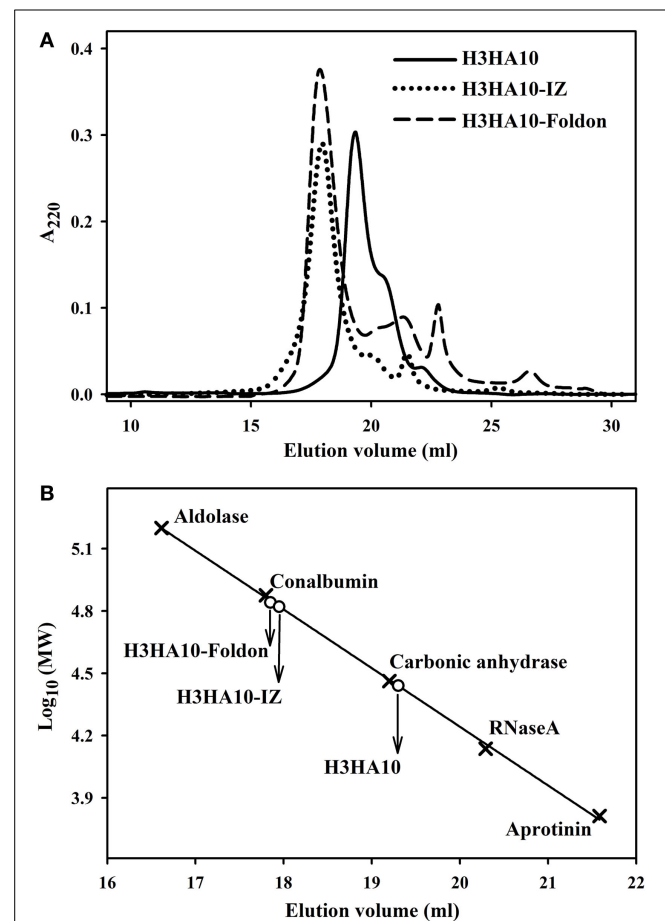 A
0.4
H3HA10
H3HA10-IZ
0.3
H3HA10-Foldon
A220
0.2
0.1
0.0
10 15 20 25 30
Elution volume (ml)
B
Aldolase
5.1
Conalbumin
4.8
H3HA10-Foldon
Carbonic anhydrase
Log10 (MW)
4.5
H3HA10-IZ
RNaseA
4.2
H3HA10
3.9
Aprotinin
16 17 18 19 20 21 22
Elution volume (ml)